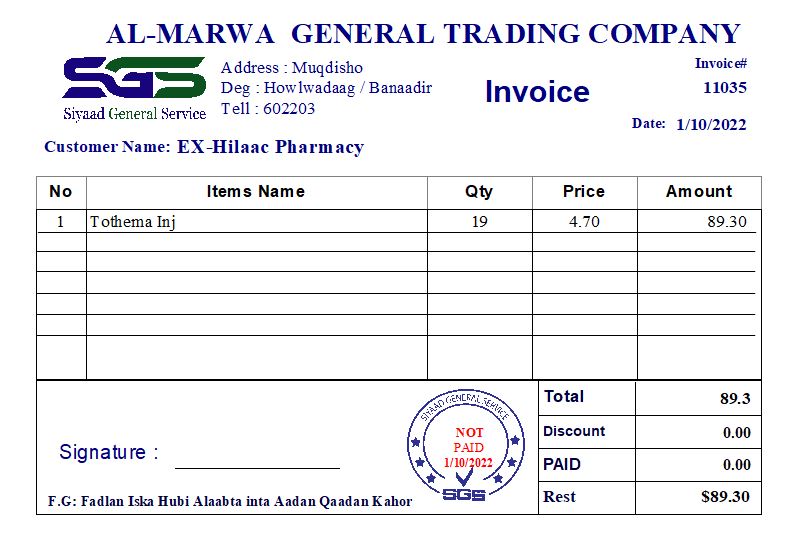 AL-MARWA GENERAL TRADING COMPANY
SGS
Siyaad General Service
Address : Muqdisho
Deg : Howlwadaag / Banaadir
Tell : 602203
Invoice
Invoice#
11035
Date: 1/10/2022
Customer Name: EX-Hilaac Pharmacy
No Items Name Qty Price Amount
1 Tothema Inj 19 4.70 89.30
Total 89.3
Discount 0.00
PAID 0.00
Rest $89.30
SIYAAD GENERAL SERVICE
NOT
PAID
1/10/2022
SGS
Signature :
F.G: Fadlan Iska Hubi Alaabta inta Aadan Qaadan Kahor